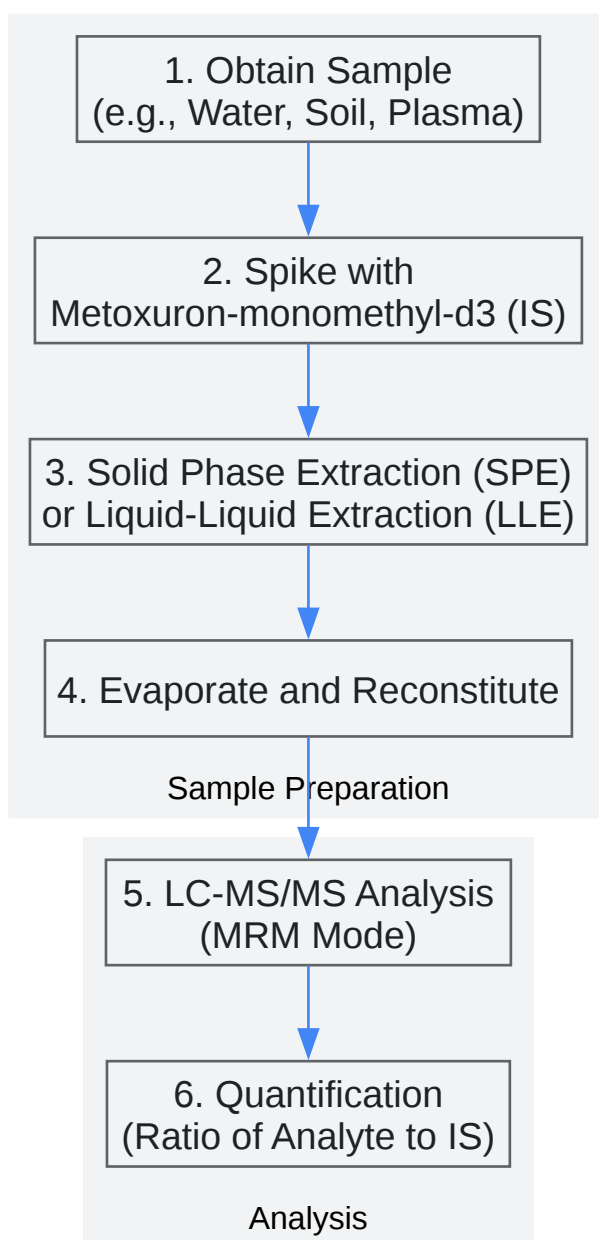 1. Obtain Sample
(e.g., Water, Soil, Plasma)
2. Spike with
Metoxuron-monomethyl-d3 (IS)
3. Solid Phase Extraction (SPE)
or Liquid-Liquid Extraction (LLE)
4. Evaporate and Reconstitute
Sample Preparation
5. LC-MS/MS Analysis
(MRM Mode)
6. Quantification
(Ratio of Analyte to IS)
Analysis